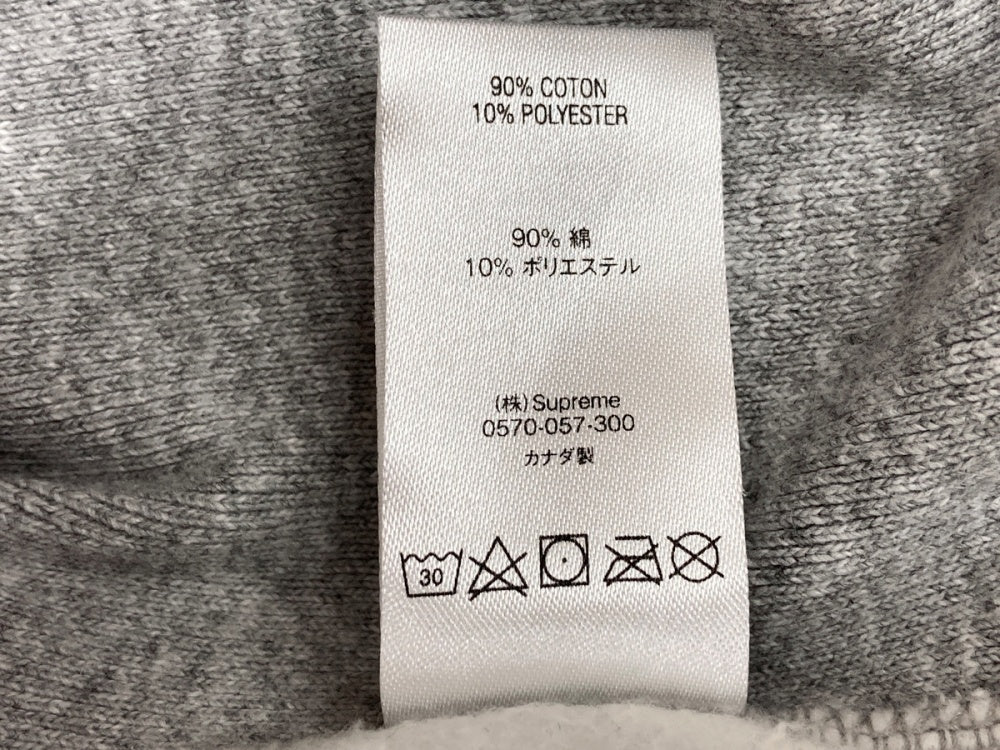 90% COTON
10% POLYESTER
90% 綿
10% ポリエステル
(株)Supreme
0570-057-300
カナダ製
30